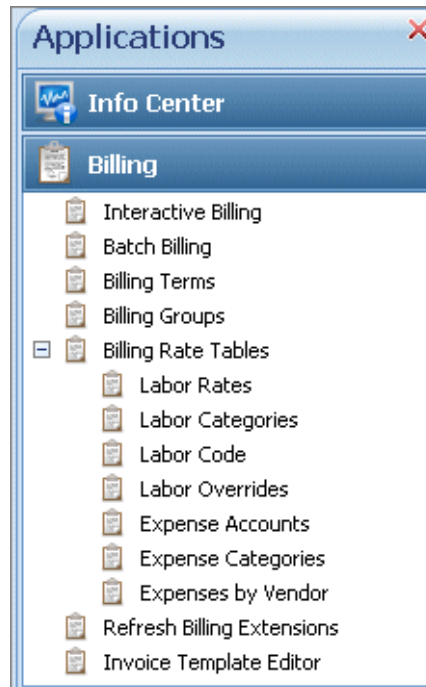 Applications
Info Center
Billing
Interactive Billing
Batch Billing
Billing Terms
Billing Groups
Billing Rate Tables
Labor Rates
Labor Categories
Labor Code
Labor Overrides
Expense Accounts
Expense Categories
Expenses by Vendor
Refresh Billing Extensions
Invoice Template Editor